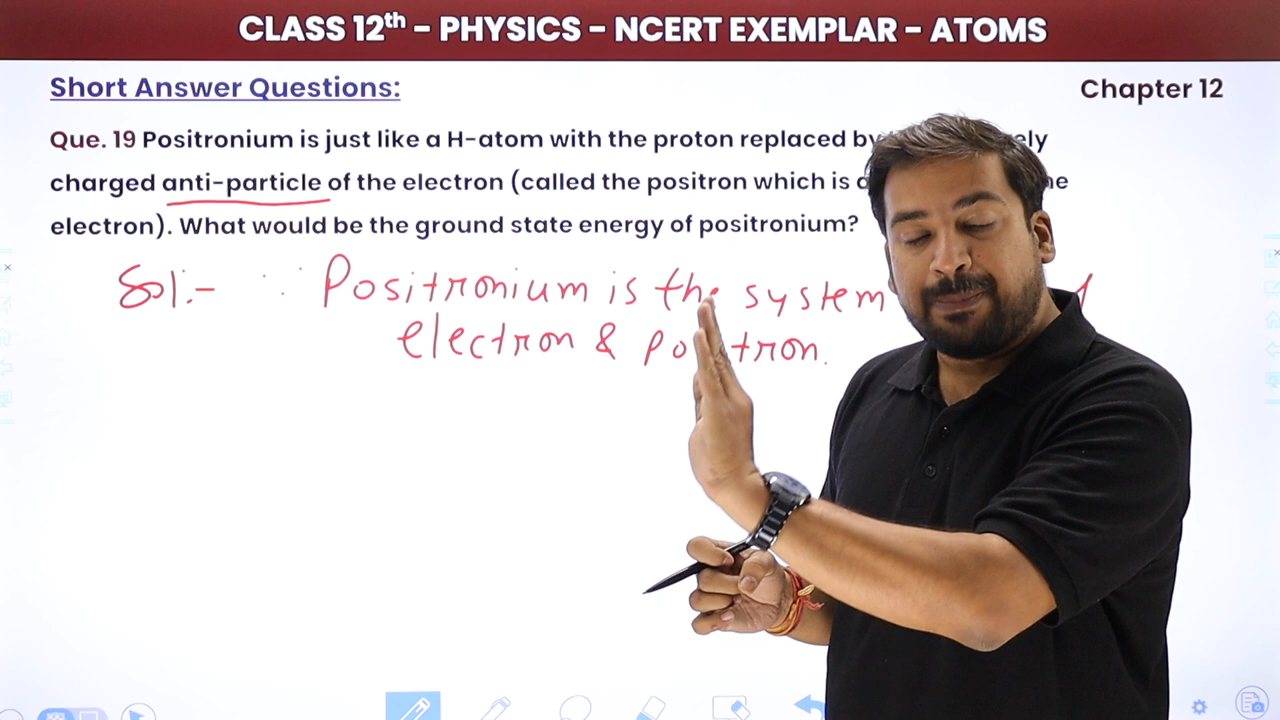 CLASS 12th – PHYSICS – NCERT EXEMPLAR – ATOMS
Short Answer Questions:
Chapter 12
Que. 19 Positronium is just like a H-atom with the proton replaced by
charged anti-particle of the electron (called the positron which is
electron). What would be the ground state energy of positronium?
Sol:- ∵ Positronium is the system
electron & positron.